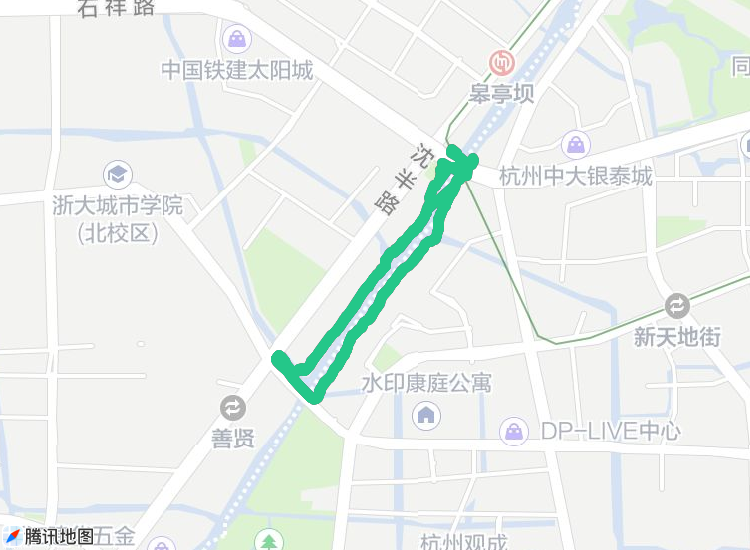 石祥路
中国铁建太阳城
皋亭坝
同
沈半路
杭州中大银泰城
浙大城市学院
(北校区)
新天地街
水印康庭公寓
善贤
DP-LIVE中心
五金
杭州观成
腾讯地图